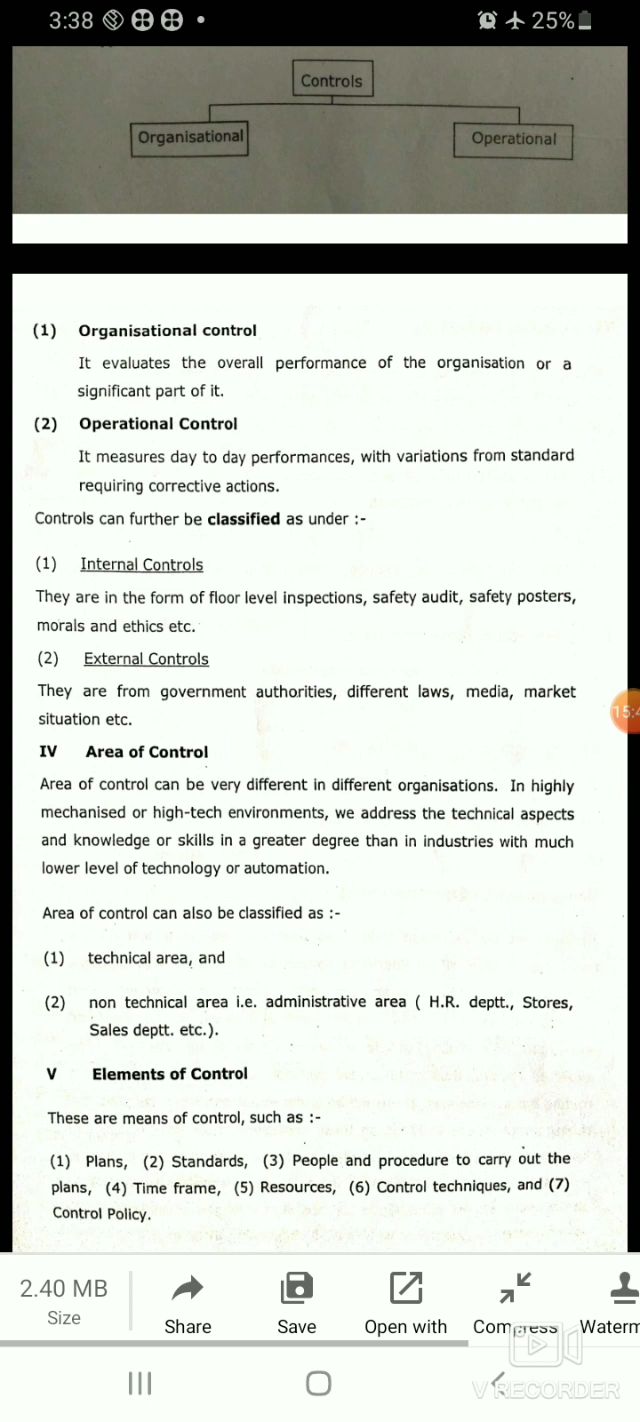 3:38
25%
Controls
Organisational
Operational
(1) Organisational control
It evaluates the overall performance of the organisation or a
significant part of it.
(2) Operational Control
It measures day to day performances, with variations from standard
requiring corrective actions.
Controls can further be classified as under :-
(1) Internal Controls
They are in the form of floor level inspections, safety audit, safety posters,
morals and ethics etc.
(2) External Controls
They are from government authorities, different laws, media, market
situation etc.
15:4
IV Area of Control
Area of control can be very different in different organisations. In highly
mechanised or high-tech environments, we address the technical aspects
and knowledge or skills in a greater degree than in industries with much
lower level of technology or automation.
Area of control can also be classified as :-
(1) technical area, and
(2) non technical area i.e. administrative area ( H.R. deptt., Stores,
Sales deptt. etc.).
V Elements of Control
These are means of control, such as :-
(1) Plans, (2) Standards, (3) People and procedure to carry out the
plans, (4) Time frame, (5) Resources, (6) Control techniques, and (7)
Control Policy.
2.40 MB
Size
Share
Save
Open with
Compress
Waterm
V RECORDER